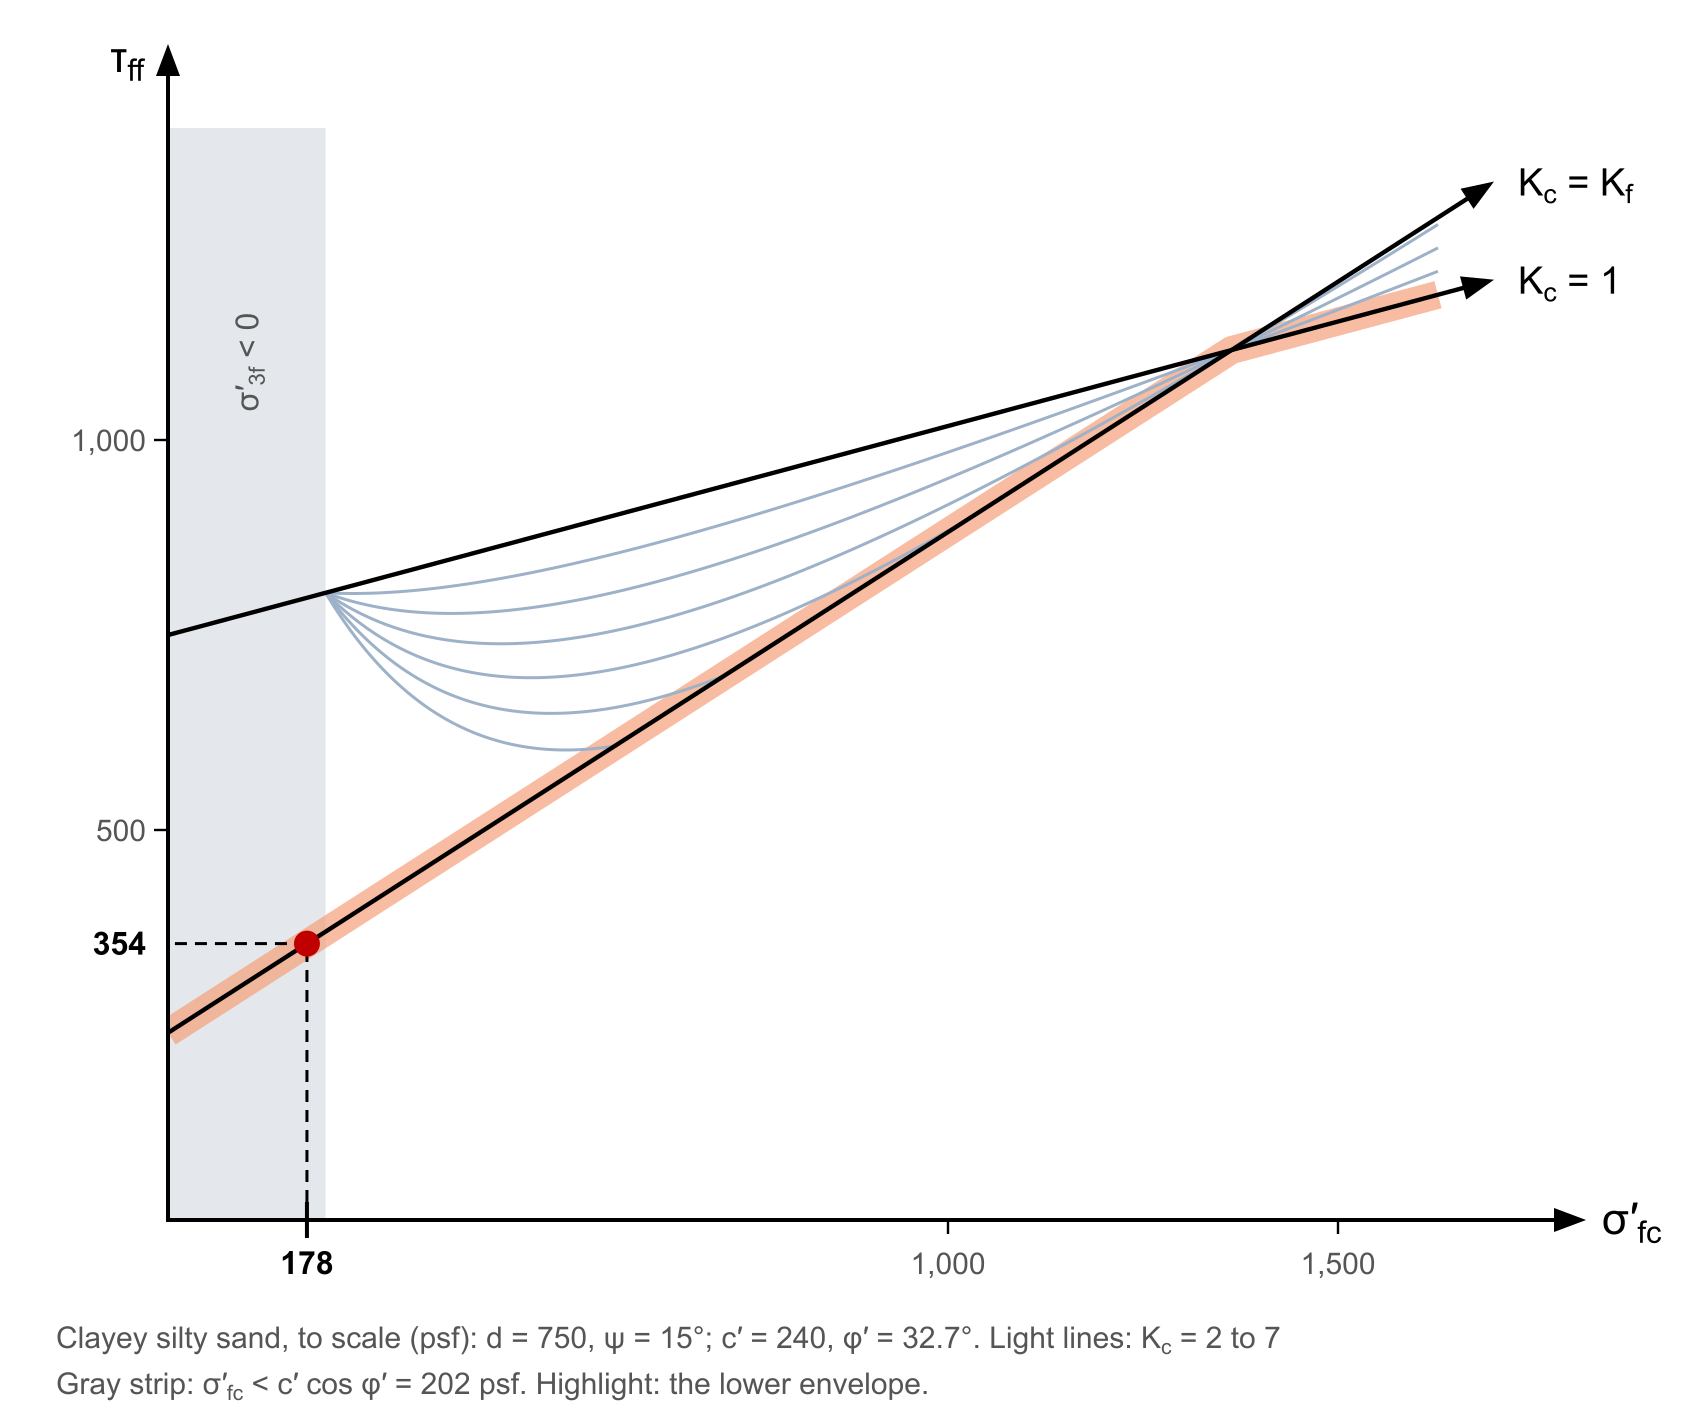 τff
Kc = Kf
Kc = 1
σ′3f < 0
1,000
500
354
178
1,000
1,500
σ′fc
Clayey silty sand, to scale (psf): d = 750, ψ = 15°; c′ = 240, φ′ = 32.7°. Light lines: Kc = 2 to 7
Gray strip: σ′fc < c′ cos φ′ = 202 psf. Highlight: the lower envelope.